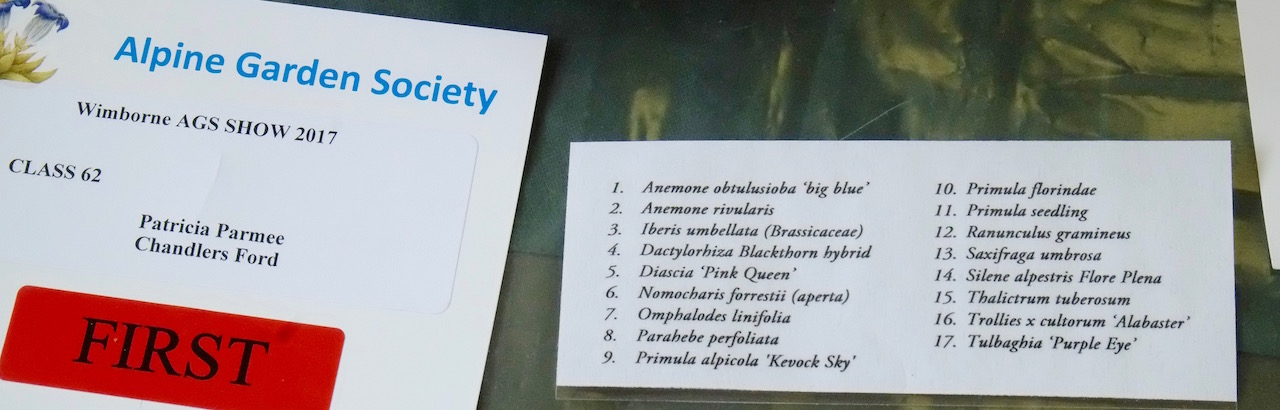 Alpine Garden Society
Wimborne AGS SHOW 2017
CLASS 62
Patricia Parmee
Chandlers Ford
FIRST
1. Anemone obtulusioba ‘big blue’
2. Anemone rivularis
3. Iberis umbellata (Brassicaceae)
4. Dactylorhiza Blackthorn hybrid
5. Diascia ‘Pink Queen’
6. Nomocharis forrestii (aperta)
7. Omphalodes linifolia
8. Parahebe perfoliata
9. Primula alpicola 'Kevock Sky'
10. Primula florindae
11. Primula seedling
12. Ranunculus gramineus
13. Saxifraga umbrosa
14. Silene alpestris Flore Plena
15. Thalictrum tuberosum
16. Trollies x cultorum ‘Alabaster’
17. Tulbaghia ‘Purple Eye’